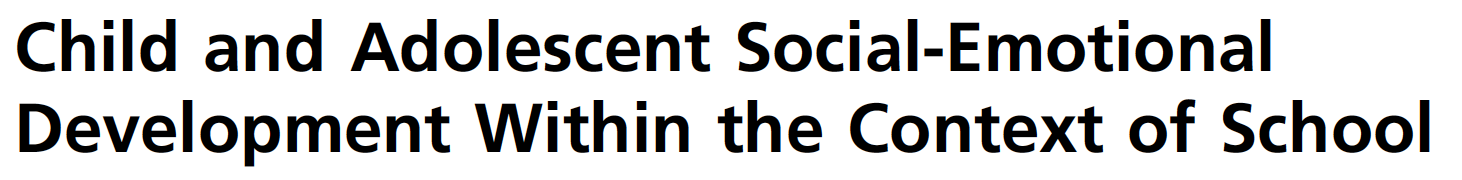 Child and Adolescent Social-Emotional
Development Within the Context of School